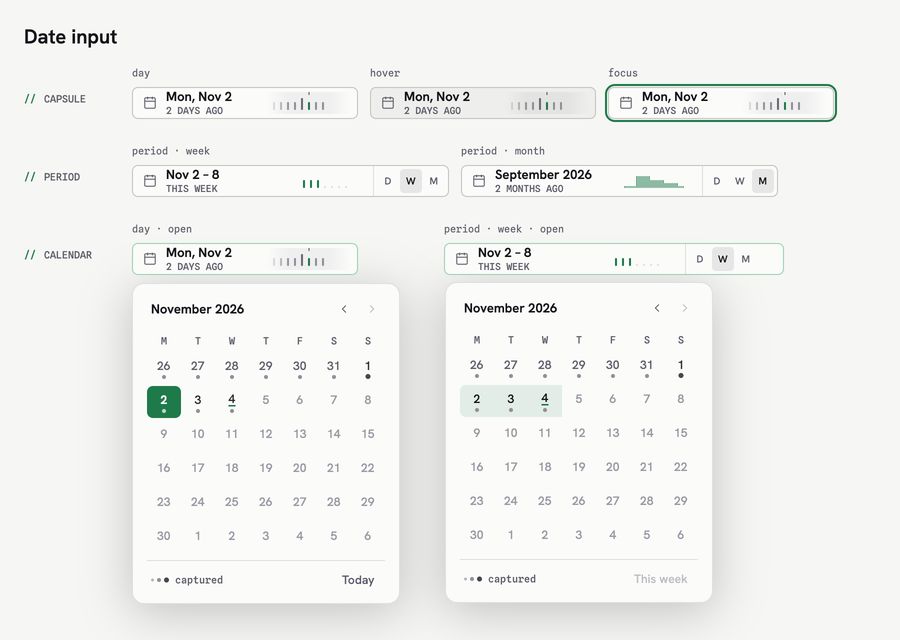 Date input
day
hover
focus
// CAPSULE
Mon, Nov 2
2 DAYS AGO
Mon, Nov 2
2 DAYS AGO
Mon, Nov 2
2 DAYS AGO
period · week
period · month
// PERIOD
Nov 2 – 8
THIS WEEK
D W M
September 2026
2 MONTHS AGO
D W M
day · open
period · week · open
// CALENDAR
Mon, Nov 2
2 DAYS AGO
Nov 2 – 8
THIS WEEK
D W M
November 2026
M T W T F S S
26 27 28 29 30 31 1
2 3 4 5 6 7 8
9 10 11 12 13 14 15
16 17 18 19 20 21 22
23 24 25 26 27 28 29
30 1 2 3 4 5 6
captured Today
November 2026
M T W T F S S
26 27 28 29 30 31 1
2 3 4 5 6 7 8
9 10 11 12 13 14 15
16 17 18 19 20 21 22
23 24 25 26 27 28 29
30 1 2 3 4 5 6
captured This week